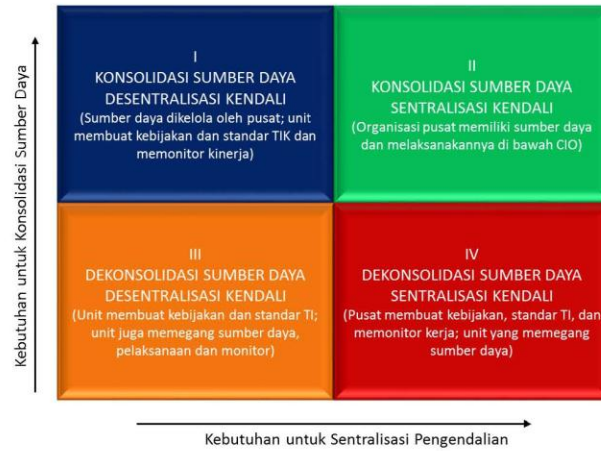 Kebutuhan untuk Konsolidasi Sumber Daya
I
KONSOLIDASI SUMBER DAYA
DESENTRALISASI KENDALI
(Sumber daya dikelola oleh pusat; unit
membuat kebijakan dan standar TIK dan
memonitor kinerja)
II
KONSOLIDASI SUMBER DAYA
SENTRALISASI KENDALI
(Organisasi pusat memiliki sumber daya
dan melaksanakannya di bawah CIO)
III
DEKONSOLIDASI SUMBER DAYA
DESENTRALISASI KENDALI
(Unit membuat kebijakan dan standar TI;
unit juga memegang sumber daya,
pelaksanaan dan monitor)
IV
DEKONSOLIDASI SUMBER DAYA
SENTRALISASI KENDALI
(Pusat membuat kebijakan, standar TI, dan
memonitor kerja; unit yang memegang
sumber daya)
Kebutuhan untuk Sentralisasi Pengendalian